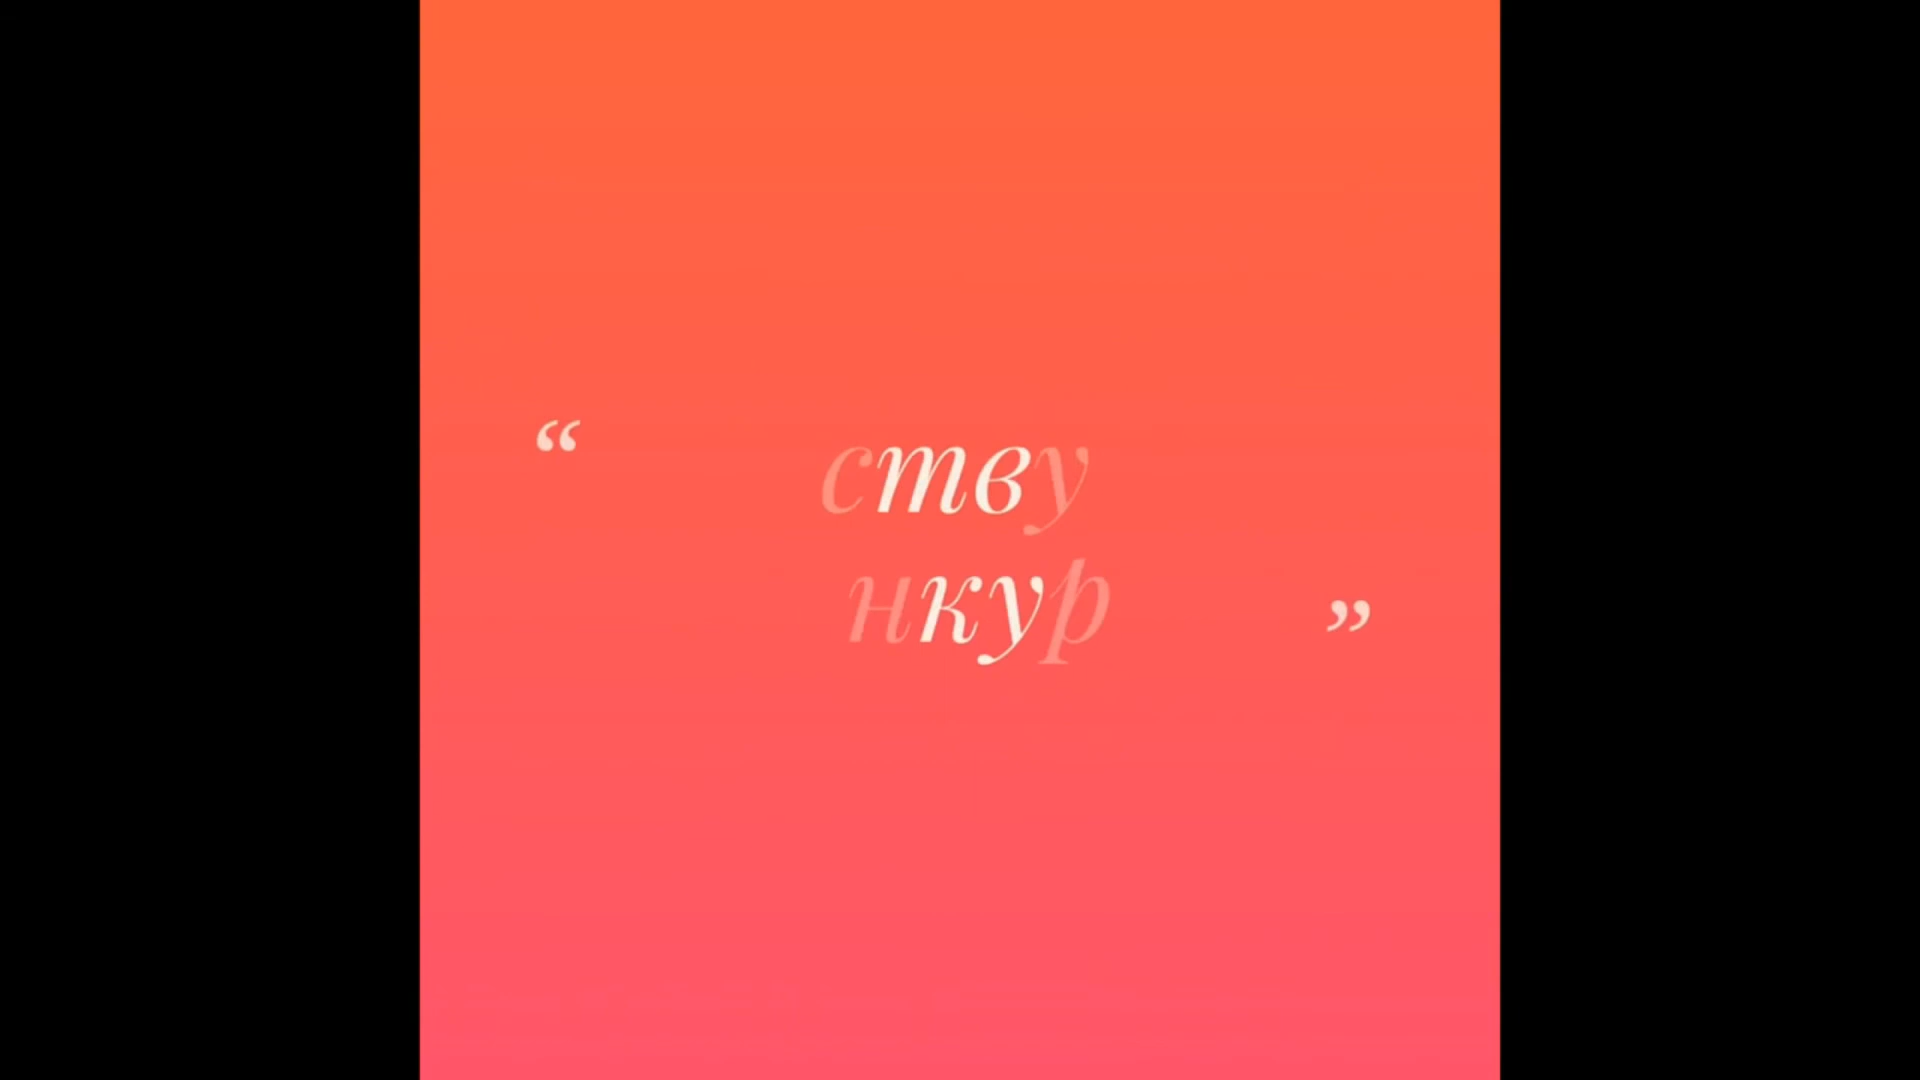 “ ству
нкур ”